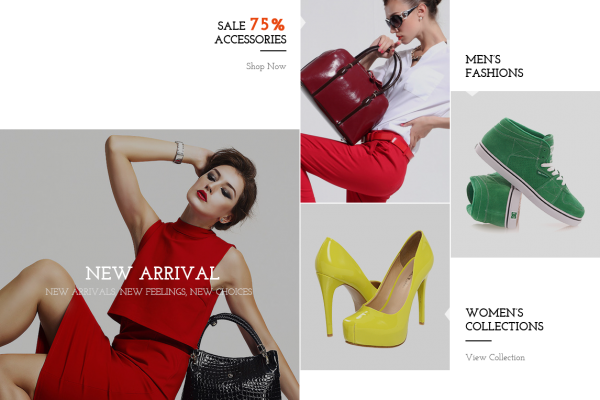 SALE 75%
ACCESSORIES
Shop Now
MEN'S
FASHIONS
NEW ARRIVAL
NEW ARRIVALS, NEW FEELINGS, NEW CHOICES
WOMEN'S
COLLECTIONS
View Collection